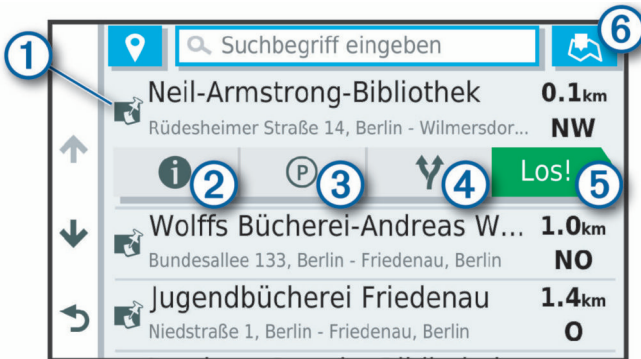 Suchbegriff eingeben
6
1
Neil-Armstrong-Bibliothek 0.1km
Rüdesheimer Straße 14, Berlin - Wilmersdor... NW
i 2 P 3 4 Los! 5
Wolffs Bücherei-Andreas W... 1.0km
Bundesallee 133, Berlin - Friedenau, Berlin NO
Jugendbücherei Friedenau 1.4km
Niedstraße 1, Berlin - Friedenau, Berlin O